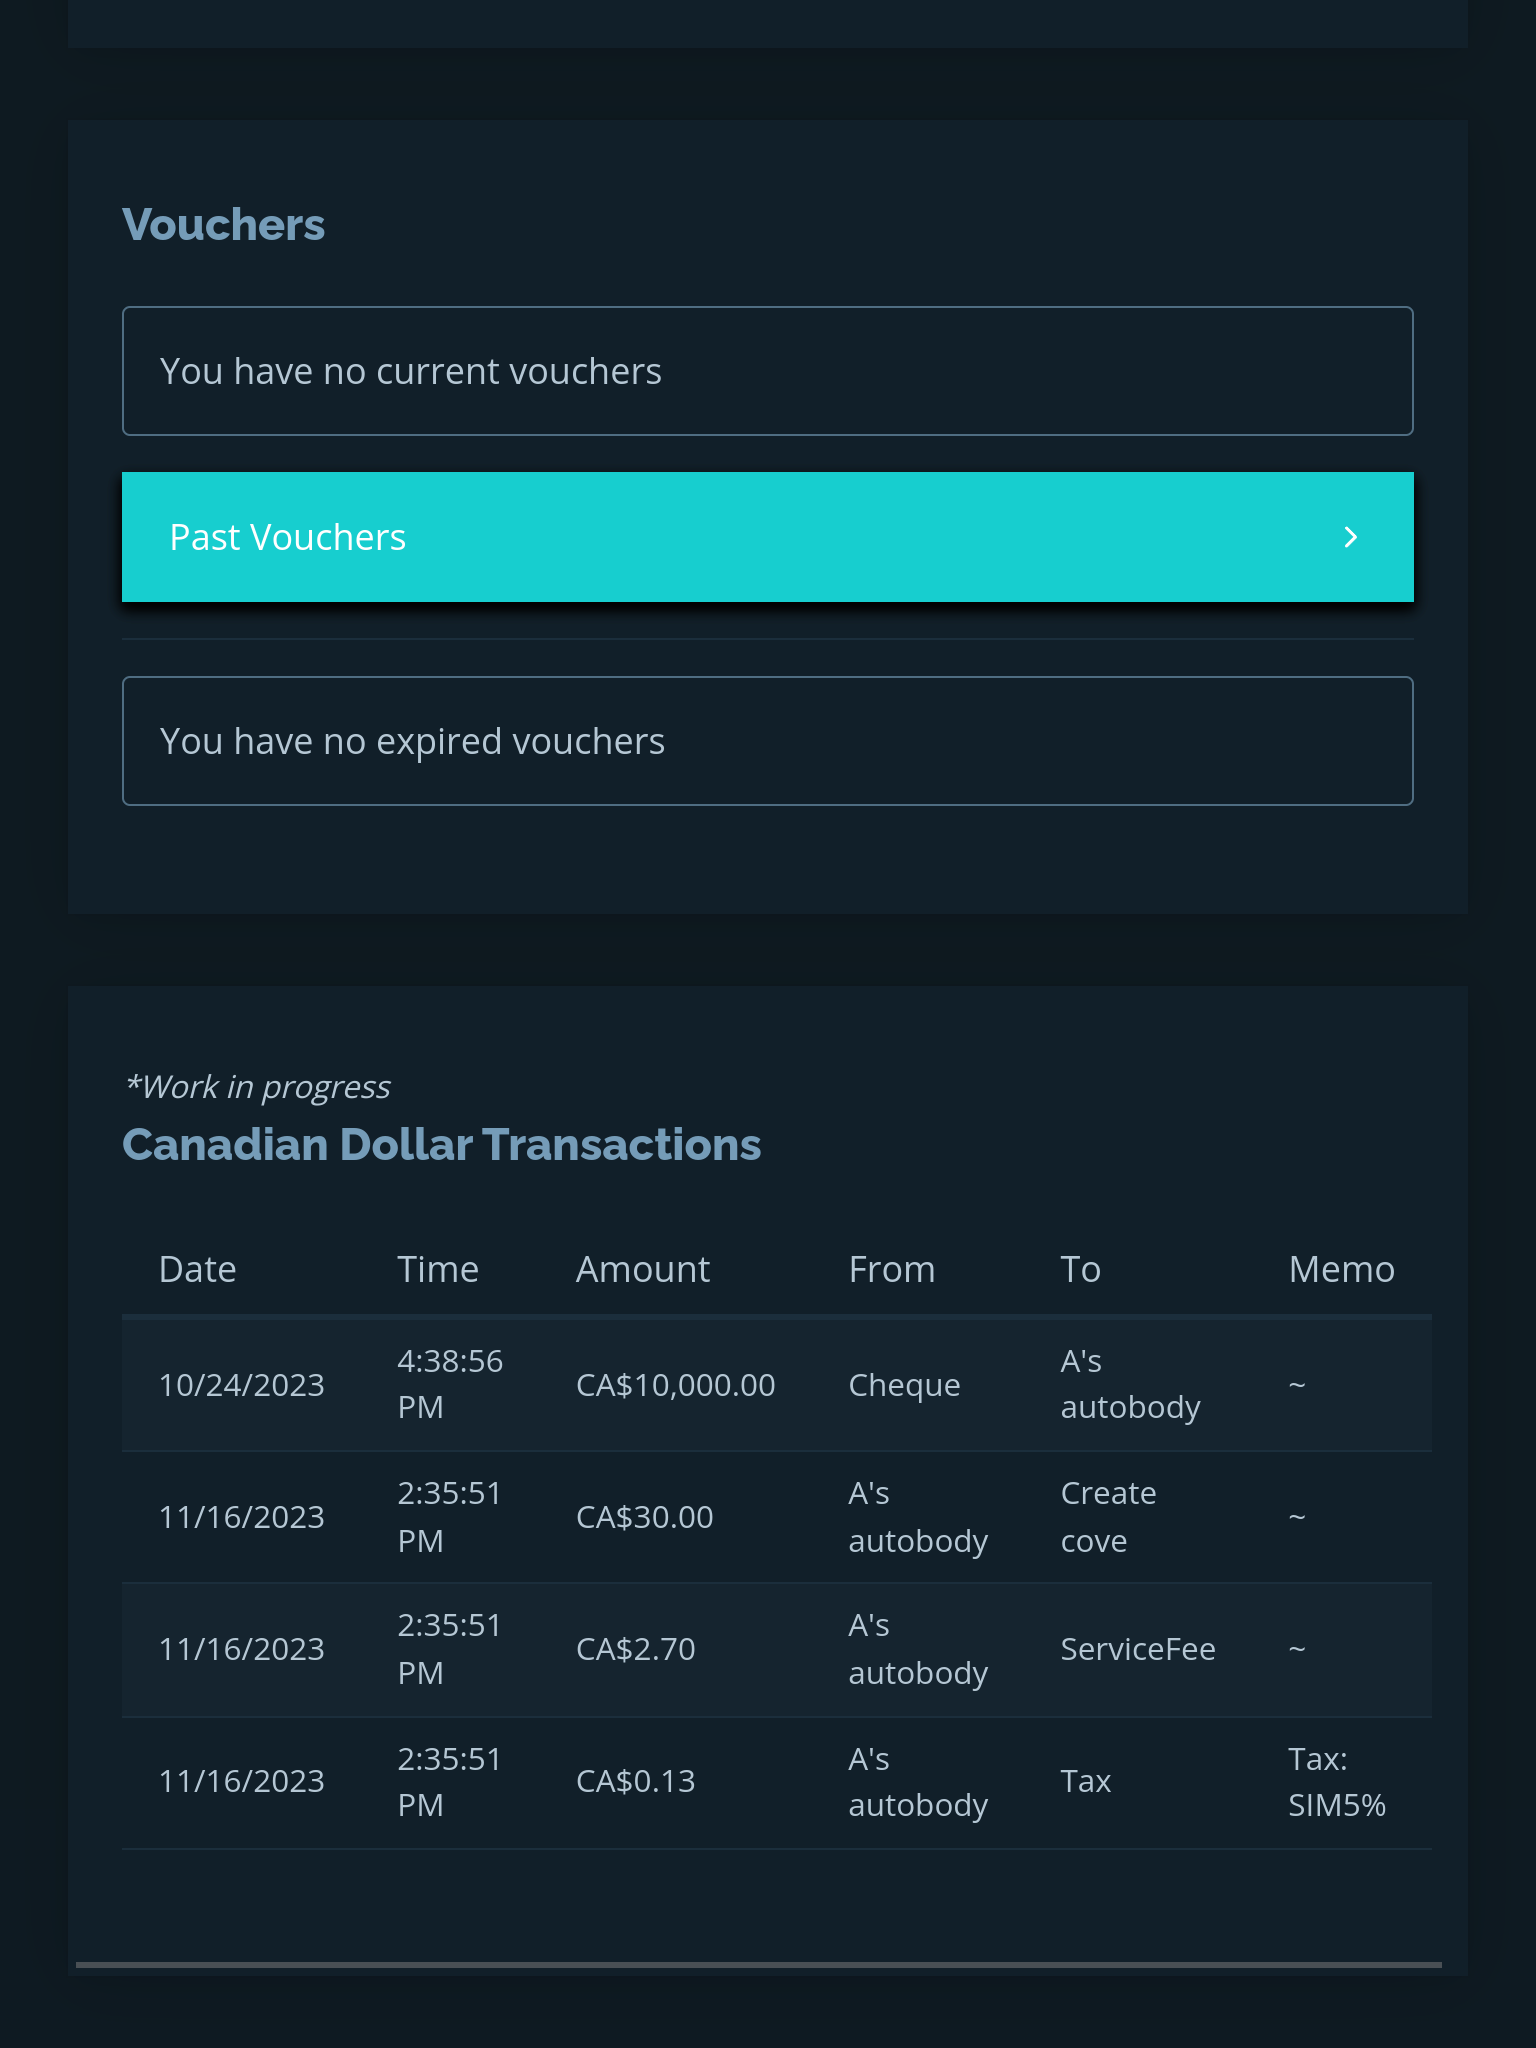 Vouchers
You have no current vouchers
Past Vouchers
You have no expired vouchers
*Work in progress
Canadian Dollar Transactions
Date Time Amount From To Memo
10/24/2023 4:38:56 PM CA$10,000.00 Cheque A's autobody ~
11/16/2023 2:35:51 PM CA$30.00 A's autobody Create cove ~
11/16/2023 2:35:51 PM CA$2.70 A's autobody ServiceFee ~
11/16/2023 2:35:51 PM CA$0.13 A's autobody Tax Tax: SIM5%